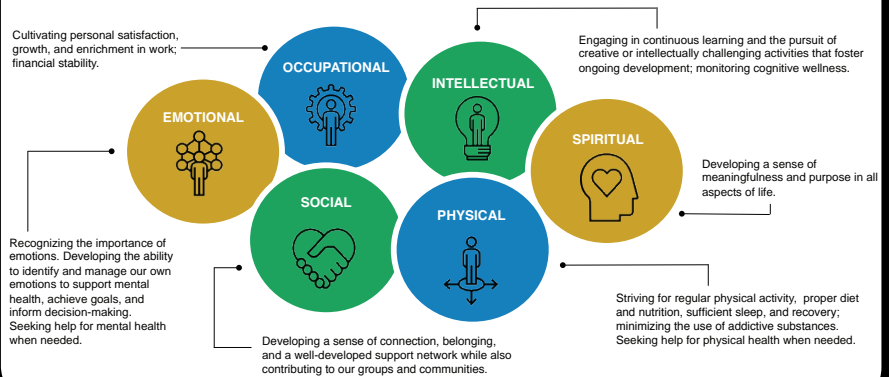 Cultivating personal satisfaction,
growth, and enrichment in work;
financial stability.
OCCUPATIONAL
INTELLECTUAL
Engaging in continuous learning and the pursuit of
creative or intellectually challenging activities that foster
ongoing development; monitoring cognitive wellness.
EMOTIONAL
SPIRITUAL
Developing a sense of
meaningfulness and purpose in all
aspects of life.
SOCIAL
PHYSICAL
Recognizing the importance of
emotions. Developing the ability
to identify and manage our own
emotions to support mental
health, achieve goals, and
inform decision-making.
Seeking help for mental health
when needed.
Developing a sense of connection, belonging,
and a well-developed support network while also
contributing to our groups and communities.
Striving for regular physical activity, proper diet
and nutrition, sufficient sleep, and recovery;
minimizing the use of addictive substances.
Seeking help for physical health when needed.